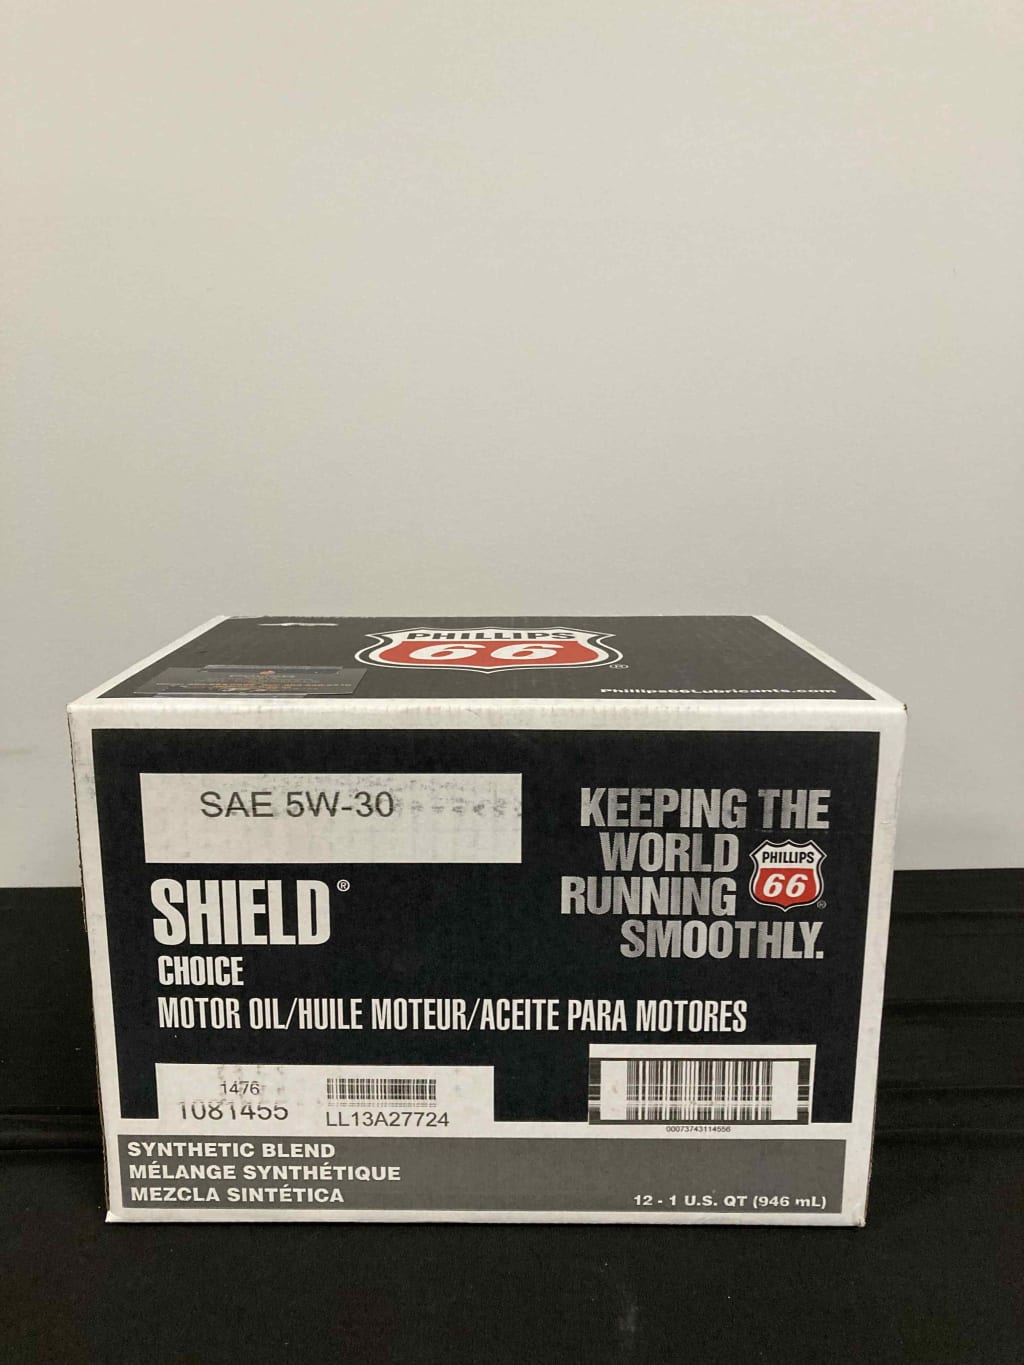 PHILLIPS
66®
Phillips66Lubricants.com
SAE 5W-30
KEEPING THE
WORLD
RUNNING
SMOOTHLY.
PHILLIPS
66®
SHIELD®
CHOICE
MOTOR OIL/HUILE MOTEUR/ACEITE PARA MOTORES
1476
1081455
LL13A27724
00073743114556
SYNTHETIC BLEND
MÉLANGE SYNTHÉTIQUE
MEZCLA SINTÉTICA
12 - 1 U.S. QT (946 mL)